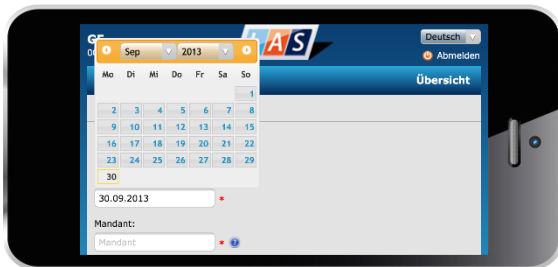 GE
LAS
Deutsch
Abmelden
Sep 2013
Übersicht
Mo Di Mi Do Fr Sa So
1
2 3 4 5 6 7 8
9 10 11 12 13 14 15
16 17 18 19 20 21 22
23 24 25 26 27 28 29
30
30.09.2013 *
Mandant:
Mandant * ?